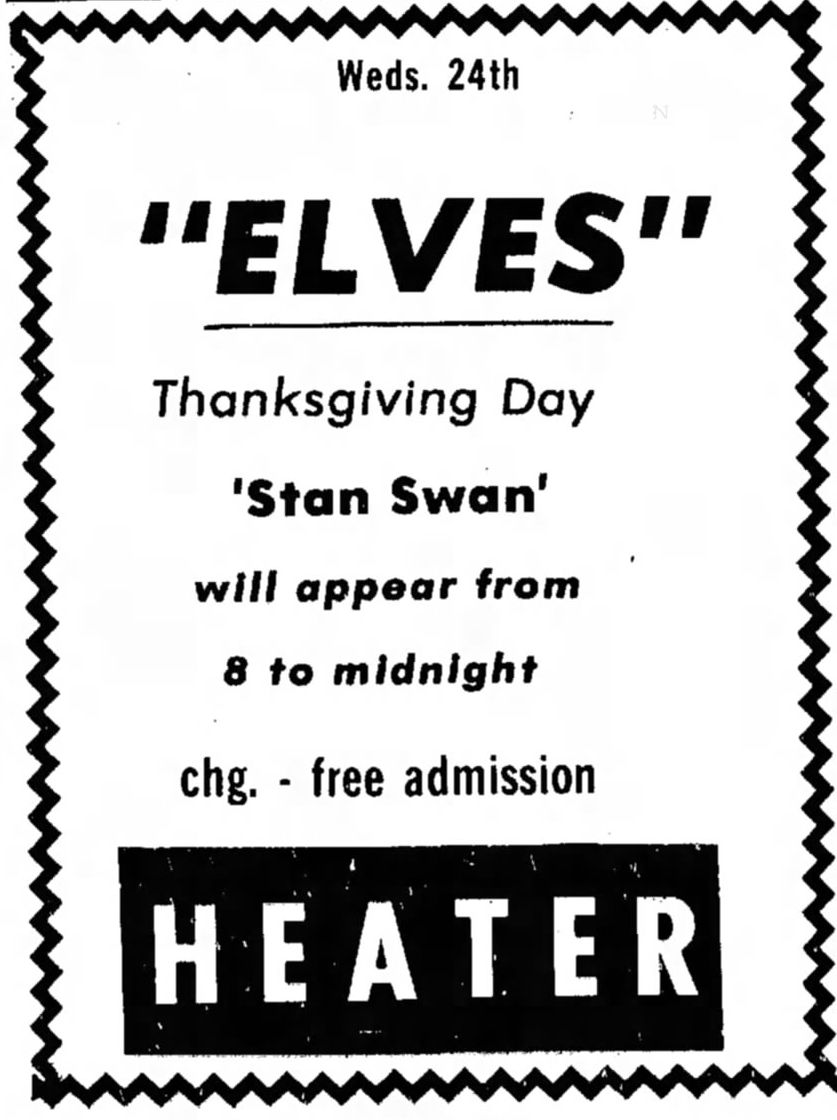 Weds. 24th
"ELVES"
Thanksgiving Day
'Stan Swan'
will appear from
8 to midnight
chg. - free admission
HEATER